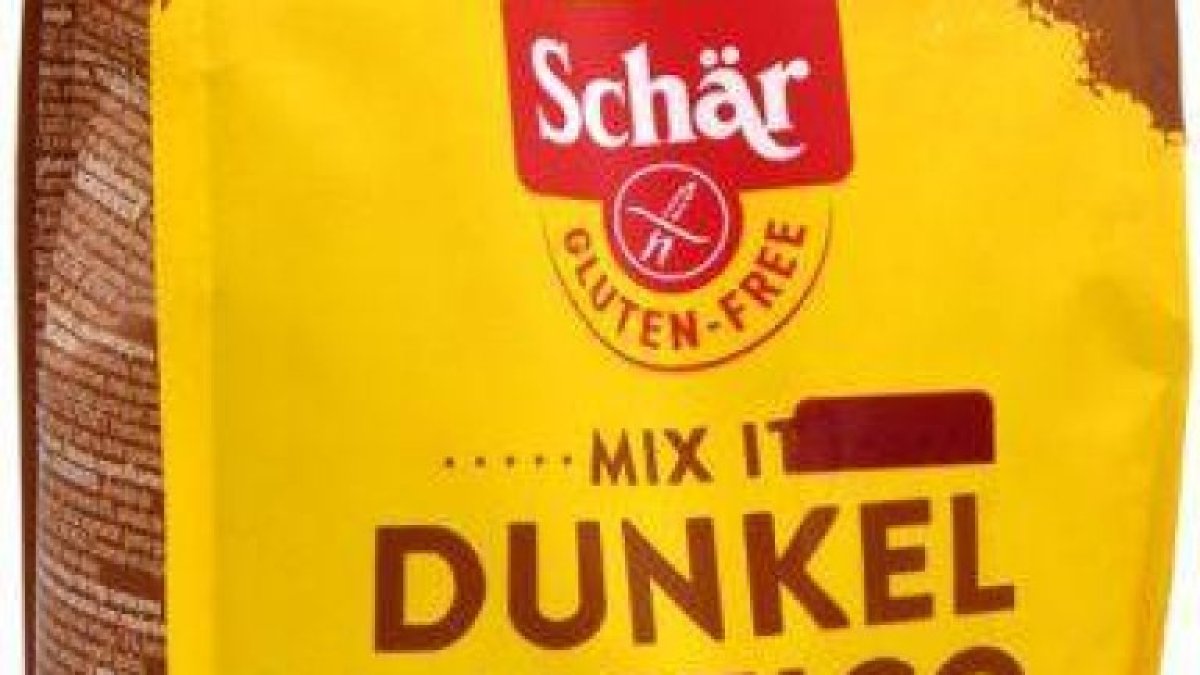 Schär
GLUTEN-FREE
MIX IT
DUNKEL